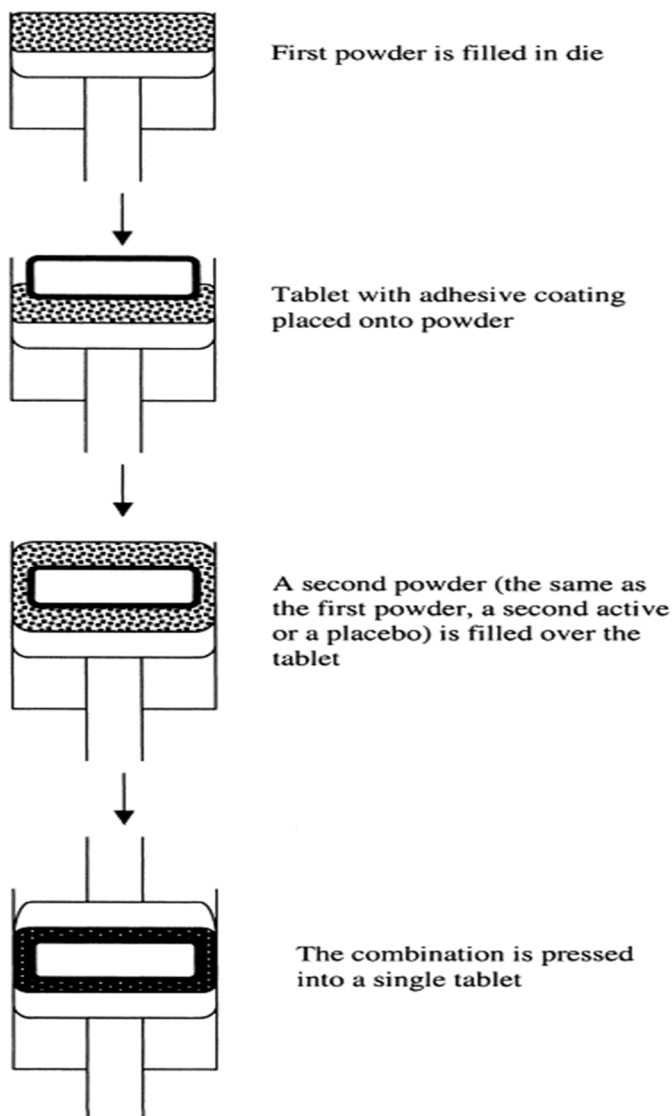 First powder is filled in die
Tablet with adhesive coating
placed onto powder
A second powder (the same as
the first powder, a second active
or a placebo) is filled over the
tablet
The combination is pressed
into a single tablet